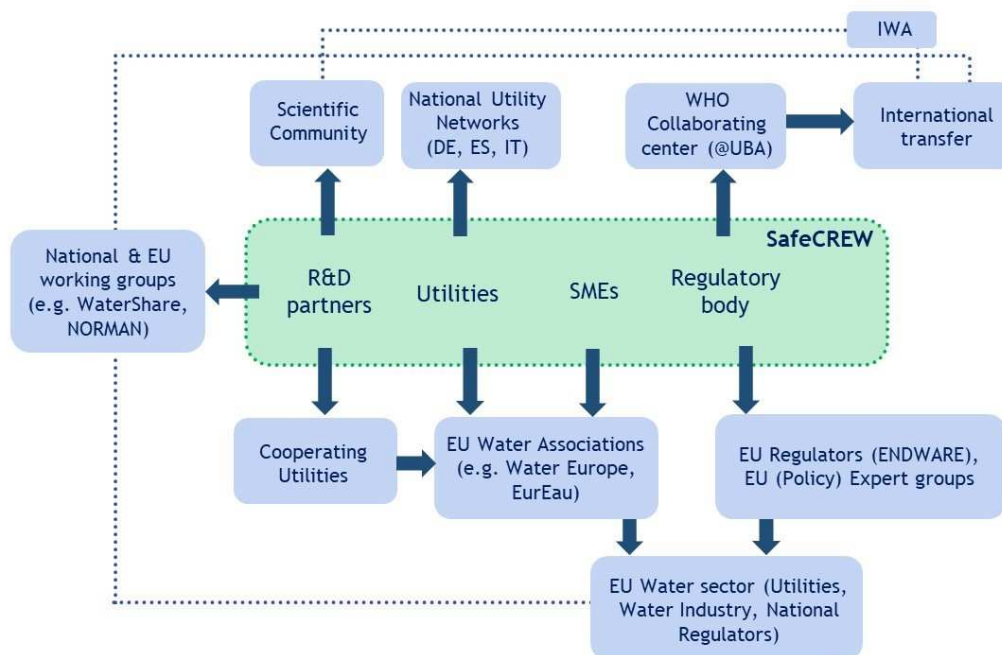 IWA
Scientific
Community
National Utility
Networks
(DE, ES, IT)
WHO
Collaborating
center (@UBA)
International
transfer
SafeCREW
National & EU
working groups
(e.g. WaterShare,
NORMAN)
R&D
partners
Utilities
SMEs
Regulatory
body
Cooperating
Utilities
EU Water Associations
(e.g. Water Europe,
EurEau)
EU Regulators (ENDWARE),
EU (Policy) Expert groups
EU Water sector (Utilities,
Water Industry, National
Regulators)